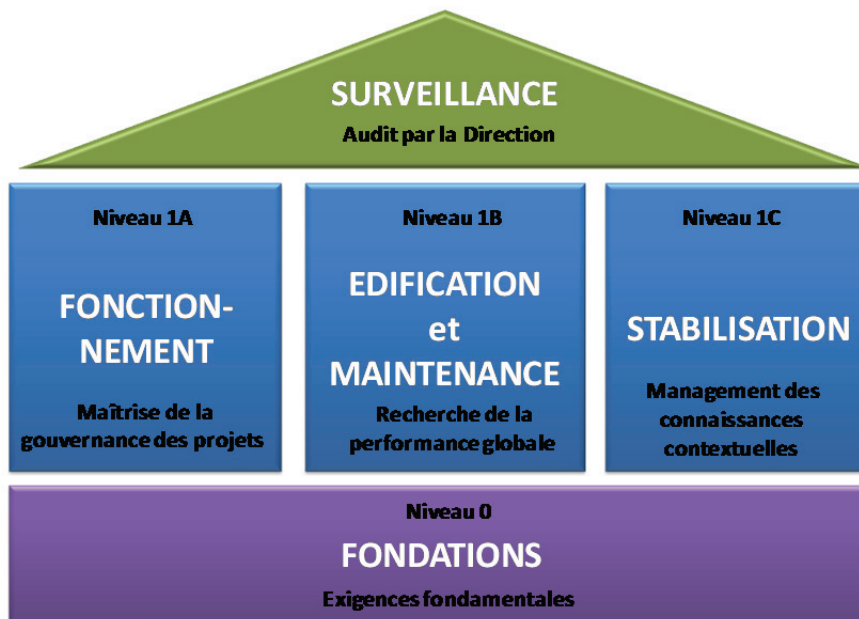 SURVEILLANCE
Audit par la Direction
Niveau 1A
FONCTION-
NEMENT
Maîtrise de la
gouvernance des projets
Niveau 1B
EDIFICATION
et
MAINTENANCE
Recherche de la
performance globale
Niveau 1C
STABILISATION
Management des
connaissances
contextuelles
Niveau 0
FONDATIONS
Exigences fondamentales